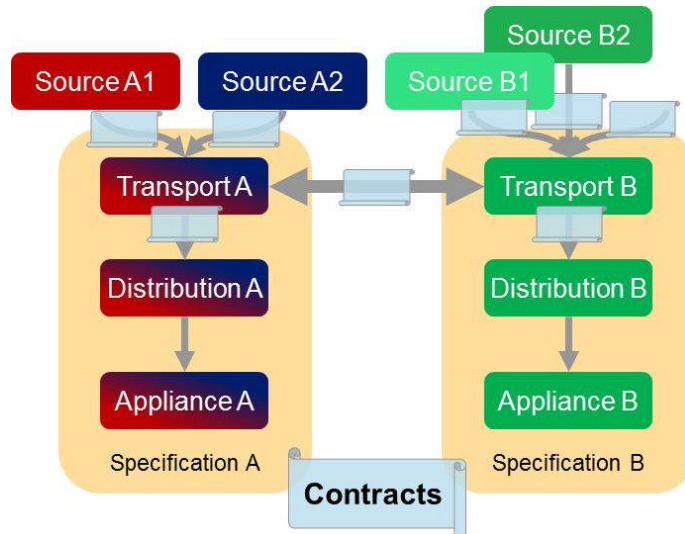 Source B2
Source A1
Source A2
Source B1
Transport A
Transport B
Distribution A
Distribution B
Appliance A
Appliance B
Specification A
Specification B
Contracts